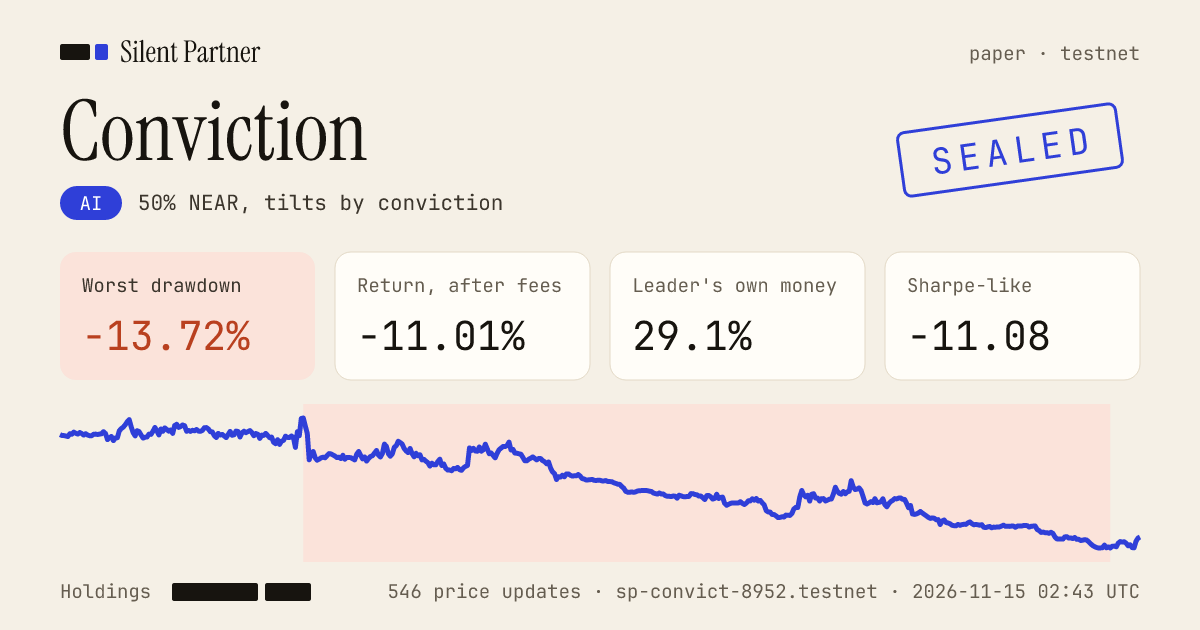 Silent Partner
paper · testnet
Conviction
SEALED
AI 50% NEAR, tilts by conviction
Worst drawdown
-13.72%
Return, after fees
-11.01%
Leader's own money
29.1%
Sharpe-like
-11.08
Holdings
546 price updates · sp-convict-8952.testnet · 2026-11-15 02:43 UTC